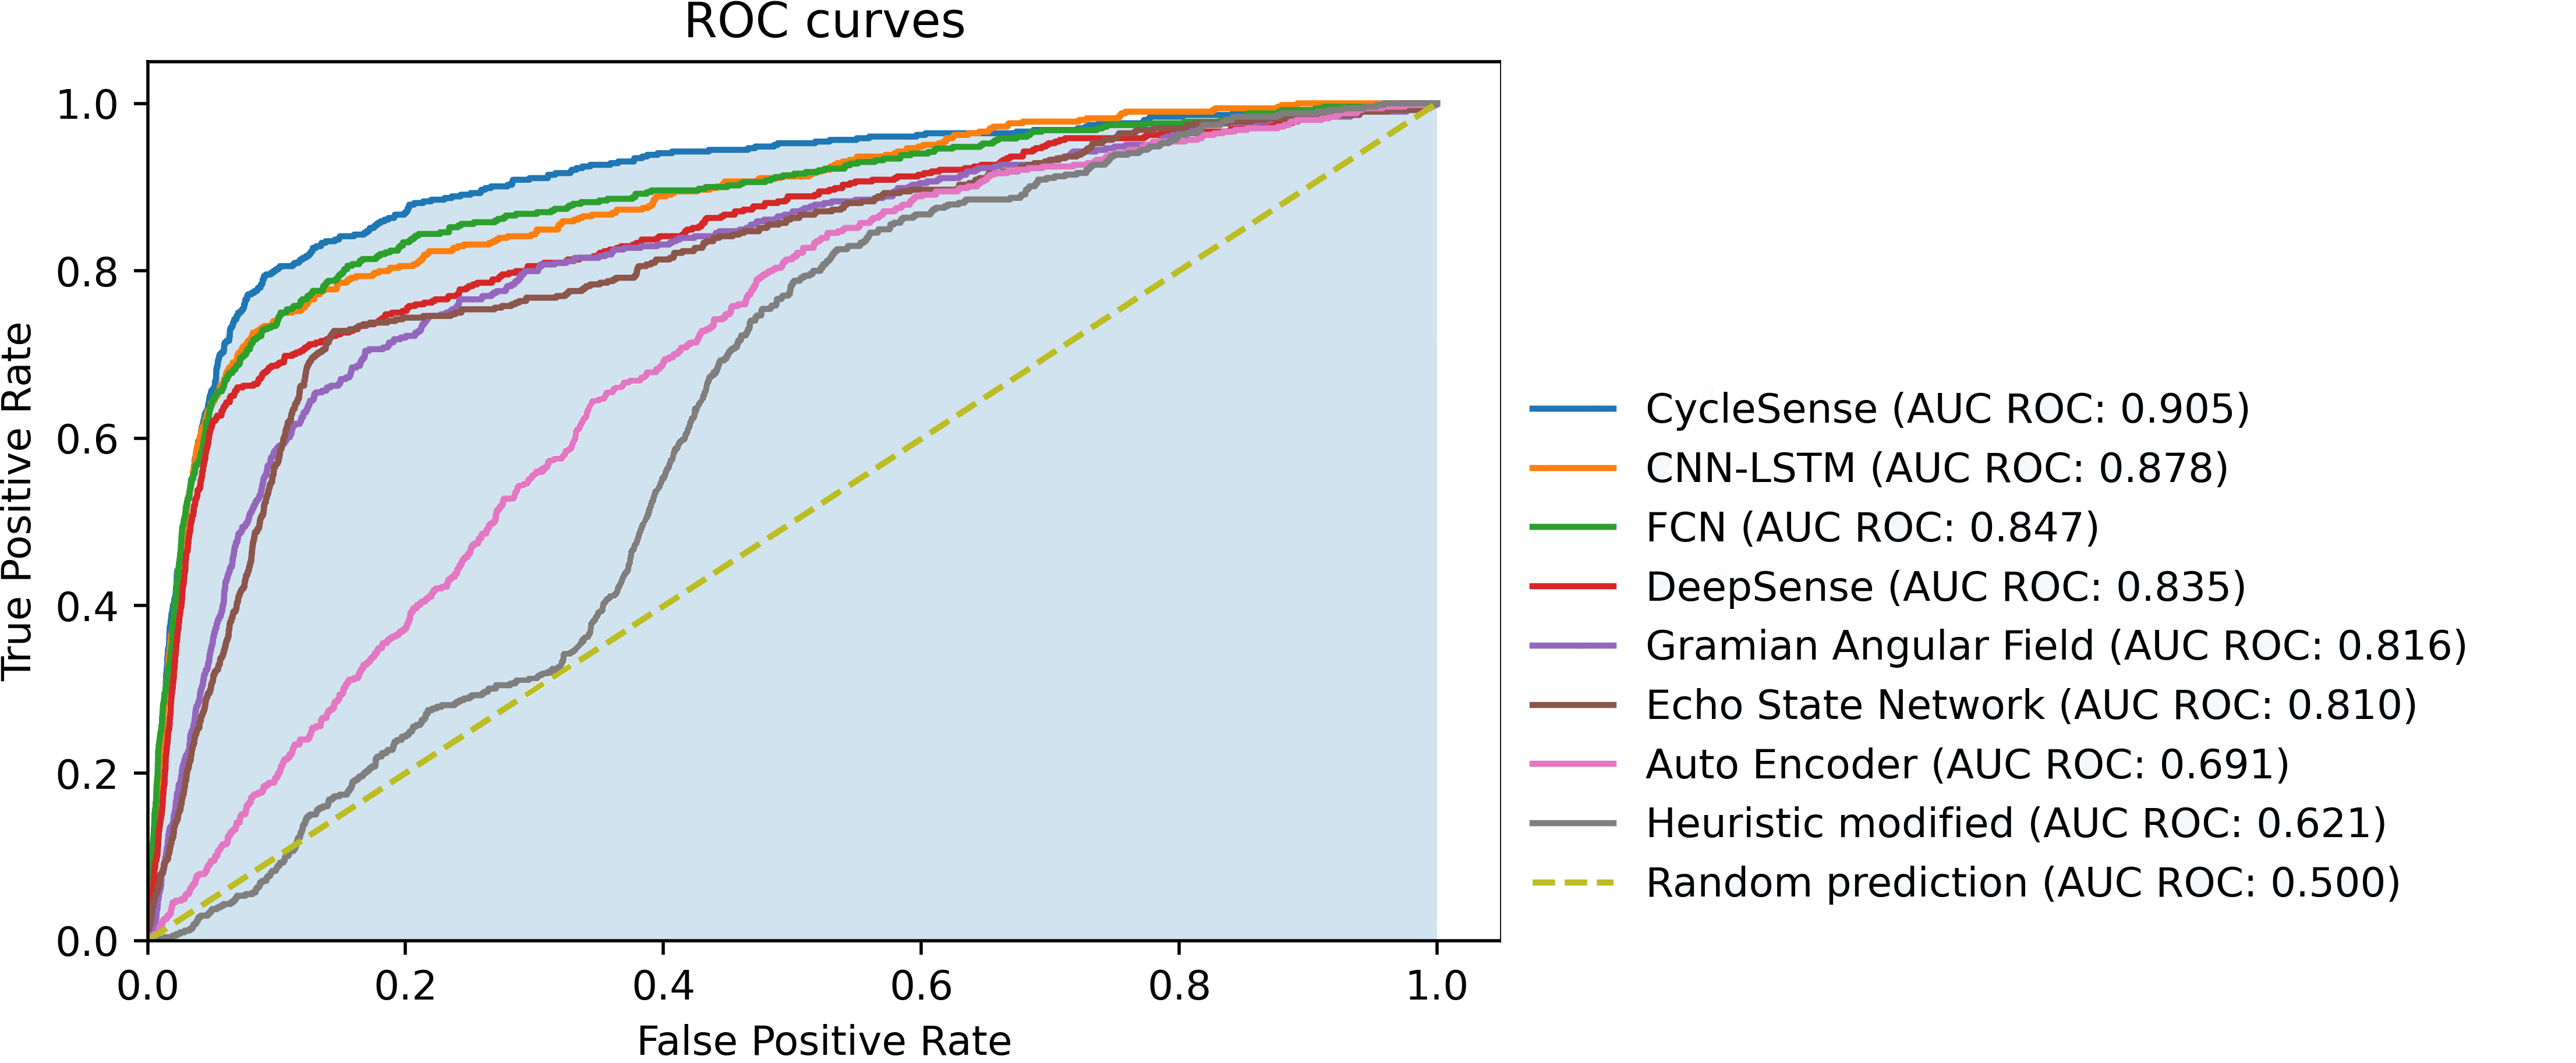 ROC curves
True Positive Rate
1.0
0.8
0.6
0.4
0.2
0.0
0.0 0.2 0.4 0.6 0.8 1.0
False Positive Rate
CycleSense (AUC ROC: 0.905)
CNN-LSTM (AUC ROC: 0.878)
FCN (AUC ROC: 0.847)
DeepSense (AUC ROC: 0.835)
Gramian Angular Field (AUC ROC: 0.816)
Echo State Network (AUC ROC: 0.810)
Auto Encoder (AUC ROC: 0.691)
Heuristic modified (AUC ROC: 0.621)
Random prediction (AUC ROC: 0.500)